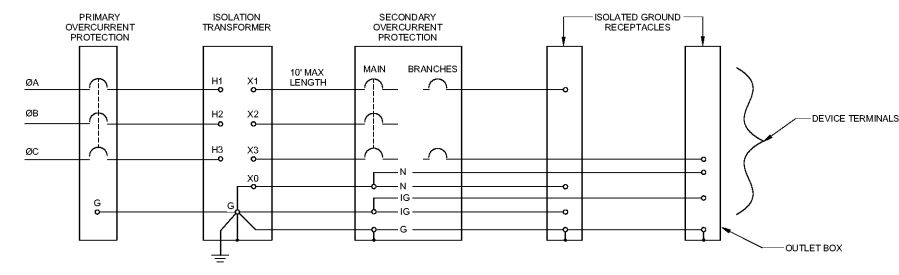 PRIMARY
OVERCURRENT
PROTECTION
ISOLATION
TRANSFORMER
SECONDARY
OVERCURRENT
PROTECTION
ISOLATED GROUND
RECEPTACLES
10' MAX
LENGTH
MAIN
BRANCHES
ØA
H1
X1
ØB
H2
X2
DEVICE TERMINALS
ØC
H3
X3
N
X0
N
IG
G
G
IG
G
OUTLET BOX